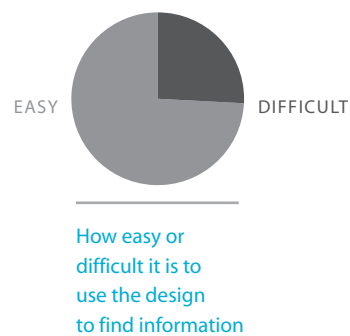 EASY
DIFFICULT
How easy or
difficult it is to
use the design
to find information